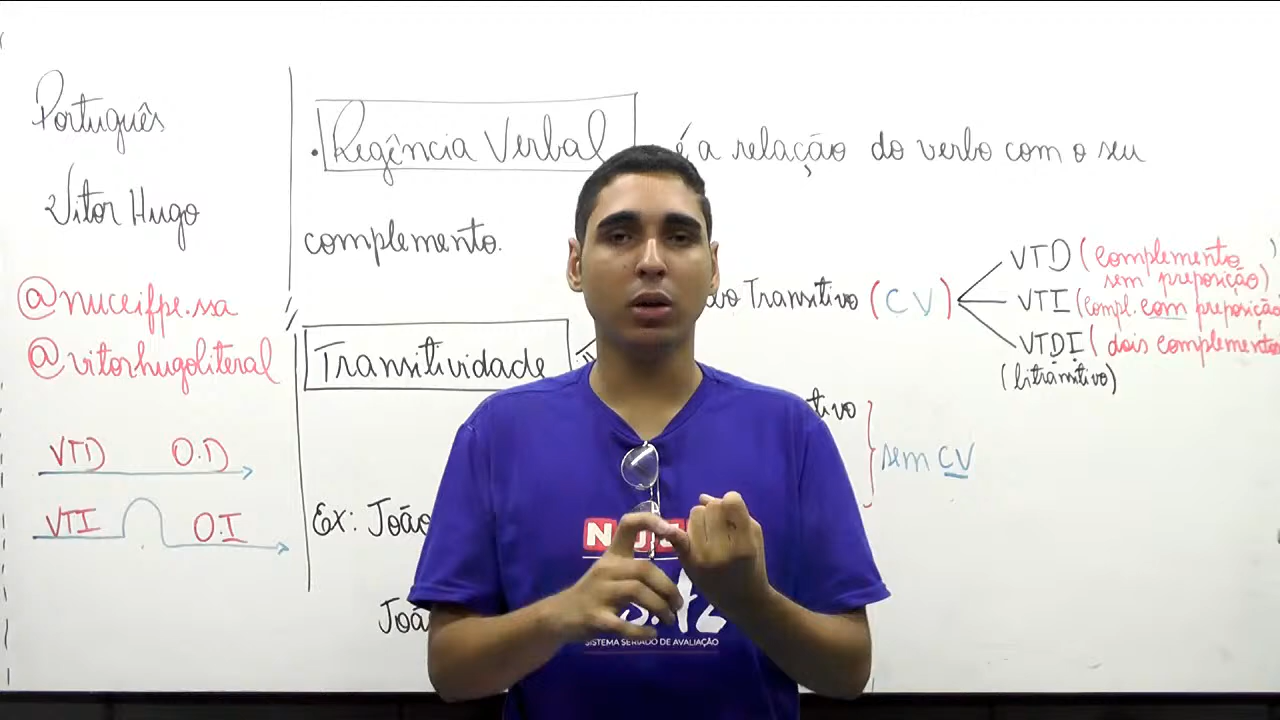 Português
Vitor Hugo
@nuceifpe.sa
@vitorhugoliteral
VTD O.D
VTI O.I
• Regência Verbal é a relação do verbo com o seu
complemento.
Transitividade
Transitivo (CV)
VTD (complemento
sem preposição)
VTI (compl. com preposição
VTDI (dois complementos
(bitransitivo)
sem CV
Ex: João
SISTEMA SERIADO DE AVALIAÇÃO